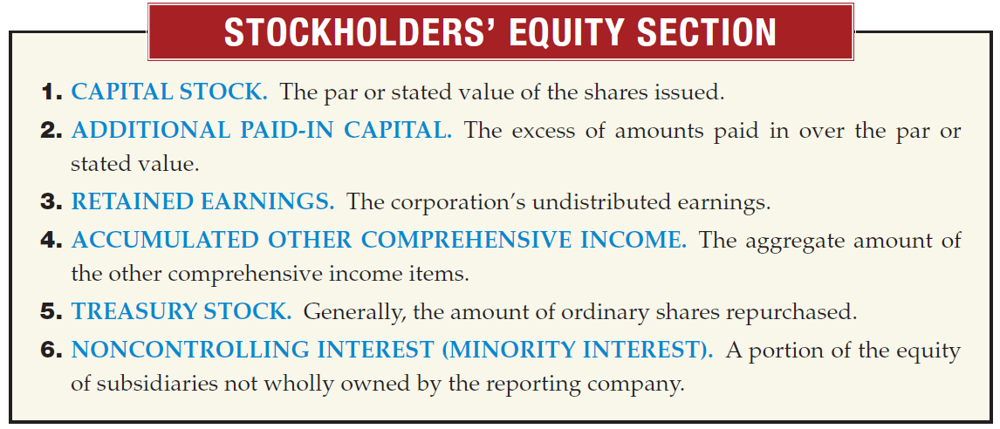 STOCKHOLDERS’ EQUITY SECTION
1. CAPITAL STOCK. The par or stated value of the shares issued.
2. ADDITIONAL PAID-IN CAPITAL. The excess of amounts paid in over the par or
stated value.
3. RETAINED EARNINGS. The corporation’s undistributed earnings.
4. ACCUMULATED OTHER COMPREHENSIVE INCOME. The aggregate amount of
the other comprehensive income items.
5. TREASURY STOCK. Generally, the amount of ordinary shares repurchased.
6. NONCONTROLLING INTEREST (MINORITY INTEREST). A portion of the equity
of subsidiaries not wholly owned by the reporting company.